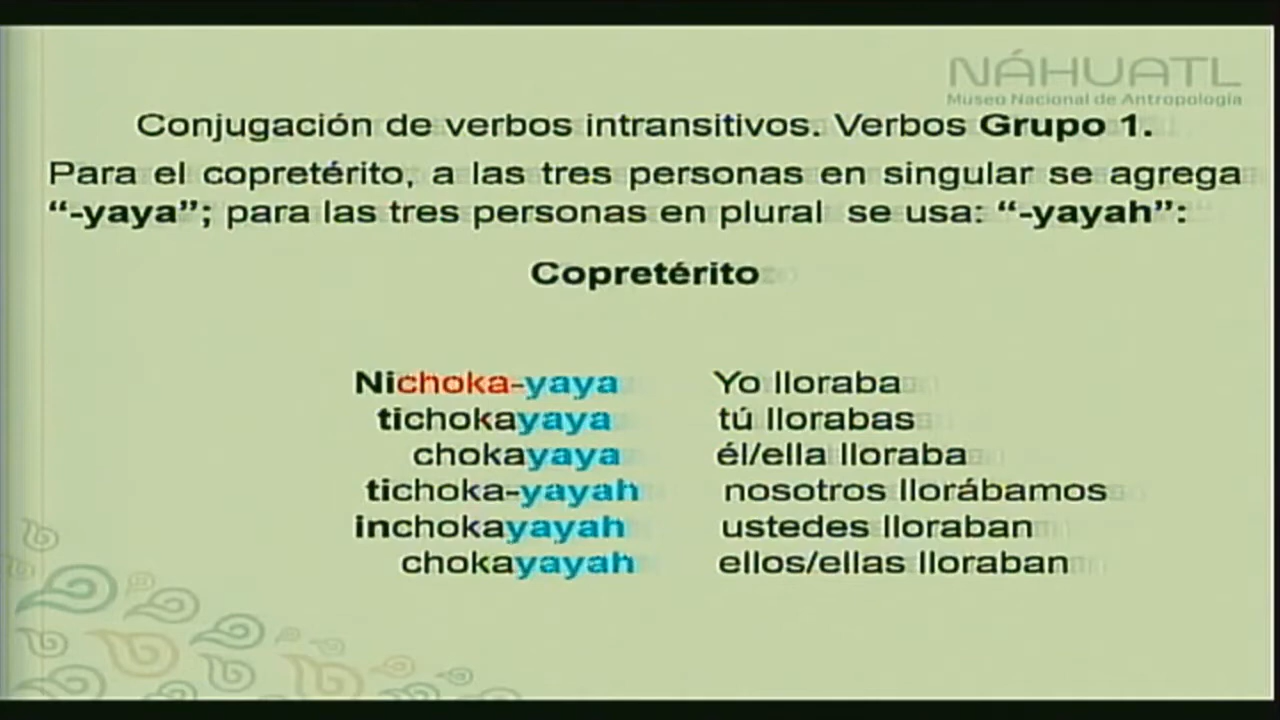 NÁHUATL
Museo Nacional de Antropología
Conjugación de verbos intransitivos. Verbos Grupo 1.
Para el copretérito, a las tres personas en singular se agrega
“-yaya”; para las tres personas en plural se usa: “-yayah”:
Copretérito
Nichoka-yaya Yo lloraba
tichokayaya tú llorabas
chokayaya él/ella lloraba
tichoka-yayah nosotros llorábamos
inchokayayah ustedes lloraban
chokayayah ellos/ellas lloraban